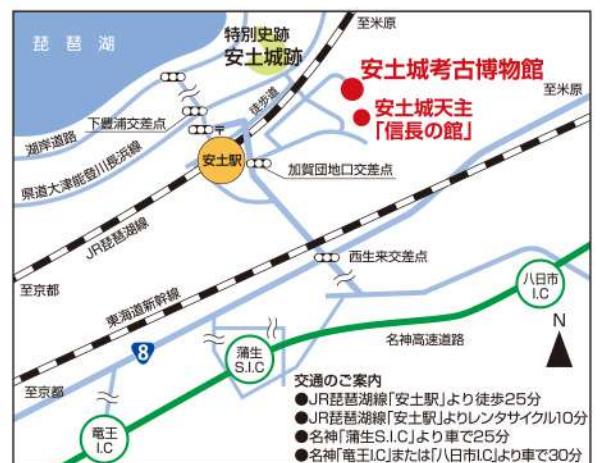 琵琶湖
特別史跡
安土城跡
至米原
安土城考古博物館
安土城天主
「信長の館」
至米原
徒歩道
下豊浦交差点
湖岸道路
県道大津能登川長浜線
〒
安土駅
加賀団地口交差点
JR琵琶湖線
至京都
東海道新幹線
西生来交差点
八日市
I.C
N
8
蒲生
S.I.C
名神高速道路
至京都
竜王
I.C
交通のご案内
●JR琵琶湖線「安土駅」より徒歩25分
●JR琵琶湖線「安土駅」よりレンタサイクル10分
●名神「蒲生S.I.C」より車で25分
●名神「竜王I.C」または「八日市I.C」より車で30分